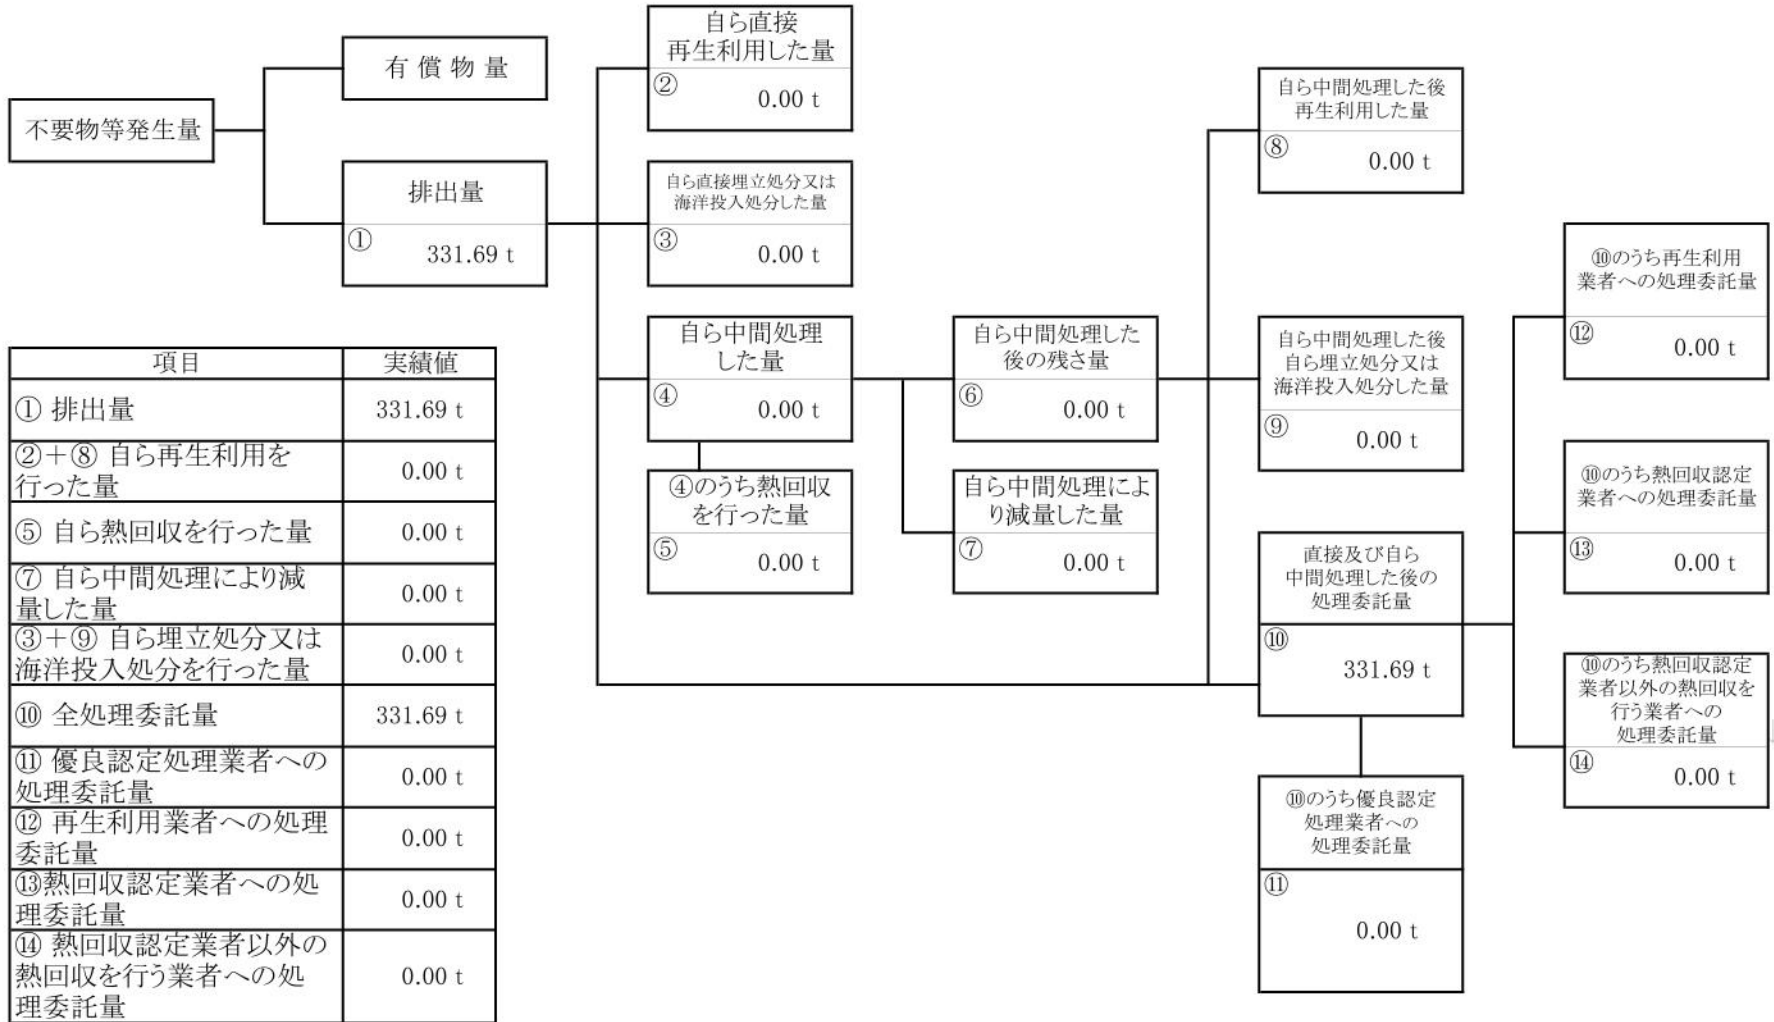 不要物等発生量
有償物量
排出量
①
331.69 t
自ら直接
再生利用した量
②
0.00 t
自ら直接埋立処分又は
海洋投入処分した量
③
0.00 t
自ら中間処理
した量
④
0.00 t
④のうち熱回収
を行った量
⑤
0.00 t
自ら中間処理した
後の残さ量
⑥
0.00 t
自ら中間処理によ
り減量した量
⑦
0.00 t
自ら中間処理した後
再生利用した量
⑧
0.00 t
自ら中間処理した後
自ら埋立処分又は
海洋投入処分した量
⑨
0.00 t
直接及び自ら
中間処理した後の
処理委託量
⑩
331.69 t
⑩のうち優良認定
処理業者への
処理委託量
⑪
0.00 t
⑩のうち再生利用
業者への処理委託量
⑫
0.00 t
⑩のうち熱回収認定
業者への処理委託量
⑬
0.00 t
⑩のうち熱回収認定
業者以外の熱回収を
行う業者への
処理委託量
⑭
0.00 t
項目 実績値
① 排出量 331.69 t
②+⑧ 自ら再生利用を
行った量 0.00 t
⑤ 自ら熱回収を行った量 0.00 t
⑦ 自ら中間処理により減
量した量 0.00 t
③+⑨ 自ら埋立処分又は
海洋投入処分を行った量 0.00 t
⑩ 全処理委託量 331.69 t
⑪ 優良認定処理業者への
処理委託量 0.00 t
⑫ 再生利用業者への処理
委託量 0.00 t
⑬熱回収認定業者への処
理委託量 0.00 t
⑭ 熱回収認定業者以外の
熱回収を行う業者への処
理委託量 0.00 t